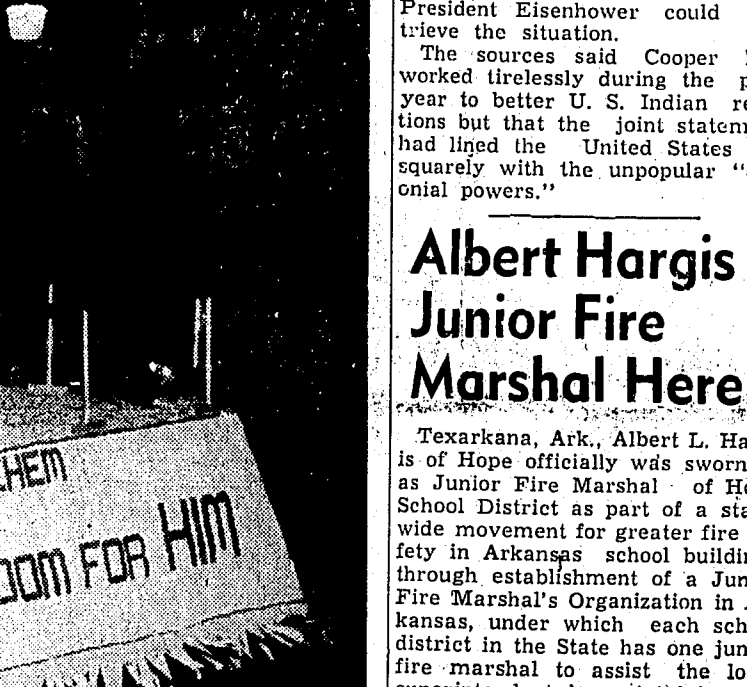 President Eisenhower could
trieve the situation.
The sources said Cooper
worked tirelessly during the p
year to better U. S. Indian re
tions but that the joint statem
had lined the United States
squarely with the unpopular “
onial powers.”
Albert Hargis
Junior Fire
Marshal Here
Texarkana, Ark., Albert L. Ha
is of Hope officially was sworn
as Junior Fire Marshal of Ho
School District as part of a sta
wide movement for greater fire
fety in Arkansas school buildin
through establishment of a Jun
Fire Marshal's Organization in
kansas, under which each sch
district in the State has one jun
fire marshal to assist the lo
HEM
OOM FOR HIM